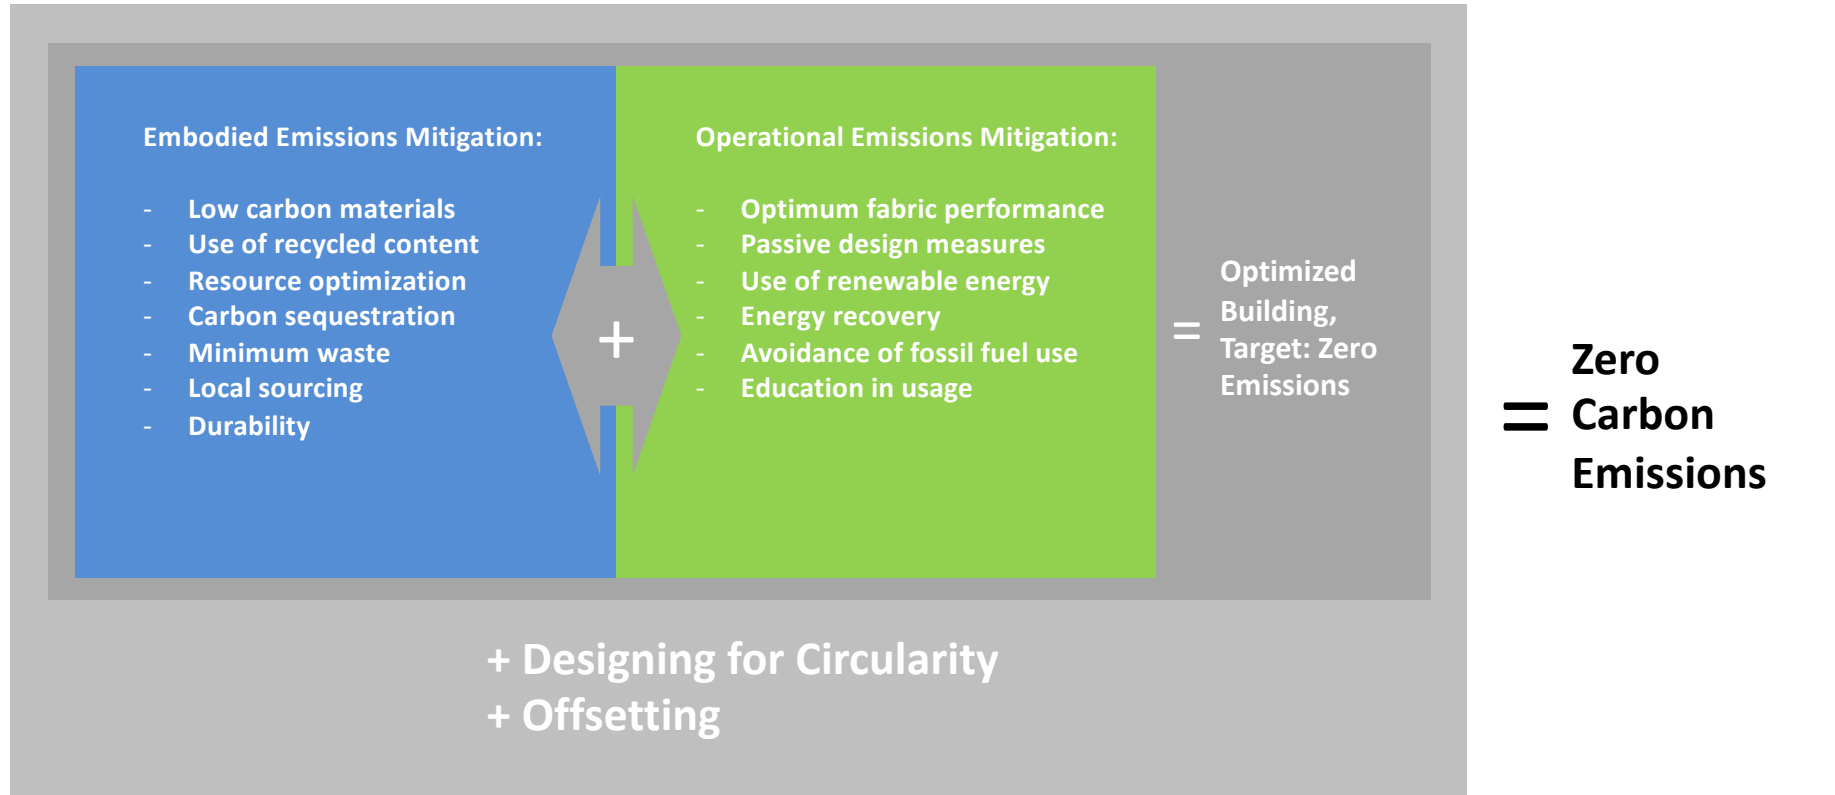 Embodied Emissions Mitigation:
- Low carbon materials
- Use of recycled content
- Resource optimization
- Carbon sequestration
- Minimum waste
- Local sourcing
- Durability
+
Operational Emissions Mitigation:
- Optimum fabric performance
- Passive design measures
- Use of renewable energy
- Energy recovery
- Avoidance of fossil fuel use
- Education in usage
=
Optimized
Building,
Target: Zero
Emissions
+ Designing for Circularity
+ Offsetting
=
Zero
Carbon
Emissions